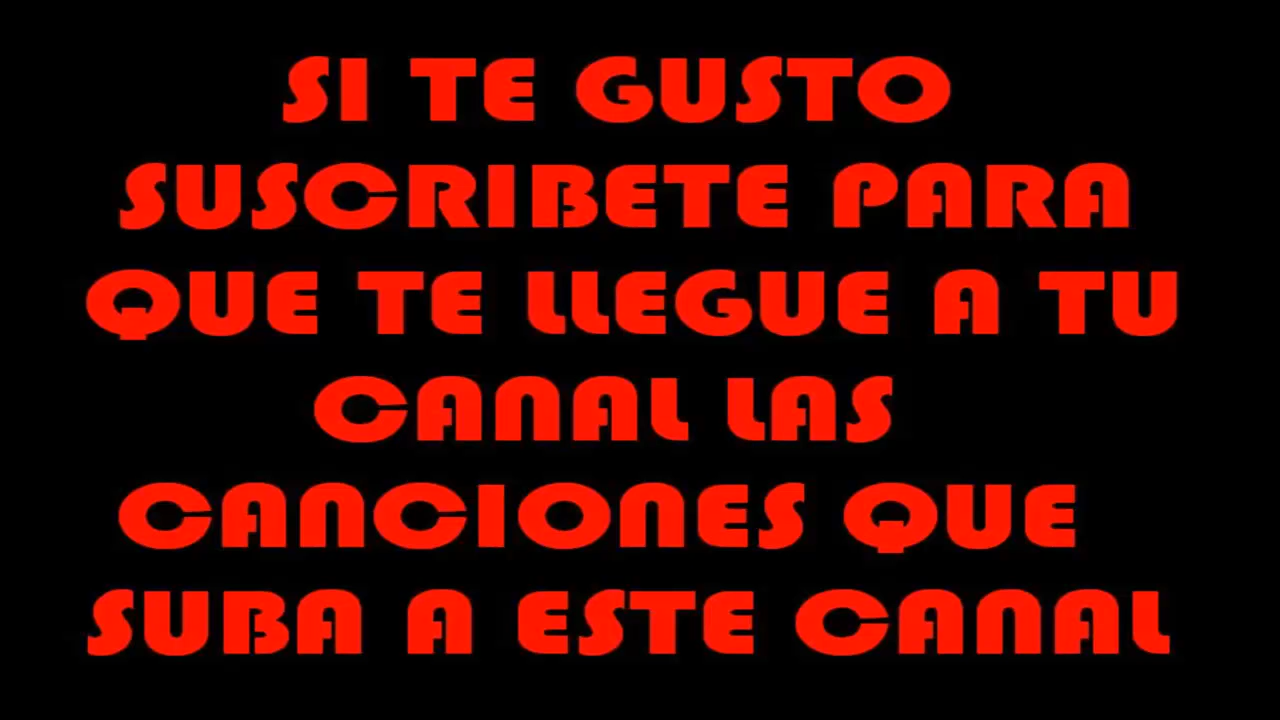 SI TE GUSTO
SUSCRIBETE PARA
QUE TE LLEGUE A TU
CANAL LAS
CANCIONES QUE
SUBA A ESTE CANAL